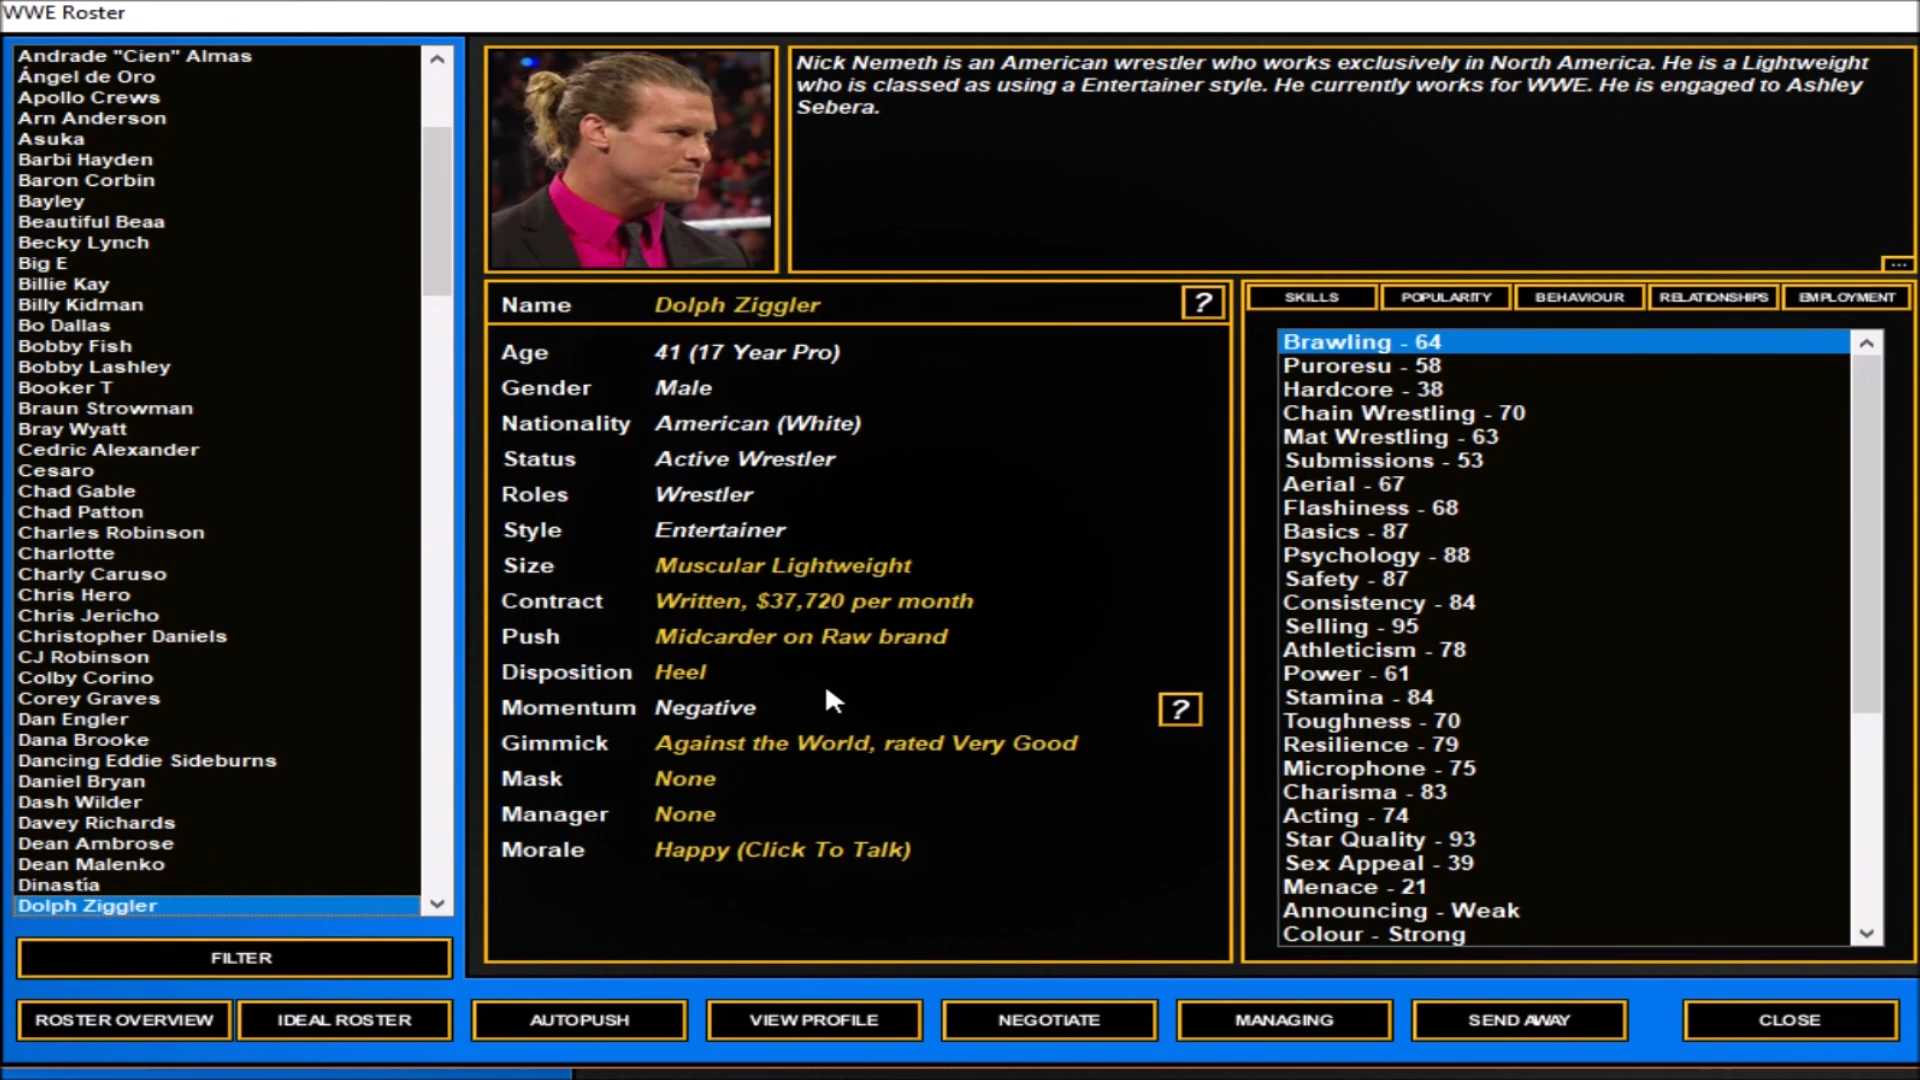 WWE Roster
Andrade "Cien" Almas
Ángel de Oro
Apollo Crews
Arn Anderson
Asuka
Barbi Hayden
Baron Corbin
Bayley
Beautiful Beaa
Becky Lynch
Big E
Billie Kay
Billy Kidman
Bo Dallas
Bobby Fish
Bobby Lashley
Booker T
Braun Strowman
Bray Wyatt
Cedric Alexander
Cesaro
Chad Gable
Chad Patton
Charles Robinson
Charlotte
Charly Caruso
Chris Hero
Chris Jericho
Christopher Daniels
CJ Robinson
Colby Corino
Corey Graves
Dan Engler
Dana Brooke
Dancing Eddie Sideburns
Daniel Bryan
Dash Wilder
Davey Richards
Dean Ambrose
Dean Malenko
Dinastía
Dolph Ziggler
FILTER
Nick Nemeth is an American wrestler who works exclusively in North America. He is a Lightweight
who is classed as using a Entertainer style. He currently works for WWE. He is engaged to Ashley
Sebera.
...
Name Dolph Ziggler ?
Age 41 (17 Year Pro)
Gender Male
Nationality American (White)
Status Active Wrestler
Roles Wrestler
Style Entertainer
Size Muscular Lightweight
Contract Written, $37,720 per month
Push Midcarder on Raw brand
Disposition Heel
Momentum Negative ?
Gimmick Against the World, rated Very Good
Mask None
Manager None
Morale Happy (Click To Talk)
SKILLS POPULARITY BEHAVIOUR RELATIONSHIPS EMPLOYMENT
Brawling - 64
Puroresu - 58
Hardcore - 38
Chain Wrestling - 70
Mat Wrestling - 63
Submissions - 53
Aerial - 67
Flashiness - 68
Basics - 87
Psychology - 88
Safety - 87
Consistency - 84
Selling - 95
Athleticism - 78
Power - 61
Stamina - 84
Toughness - 70
Resilience - 79
Microphone - 75
Charisma - 83
Acting - 74
Star Quality - 93
Sex Appeal - 39
Menace - 21
Announcing - Weak
Colour - Strong
ROSTER OVERVIEW IDEAL ROSTER AUTOPUSH VIEW PROFILE NEGOTIATE MANAGING SEND AWAY CLOSE